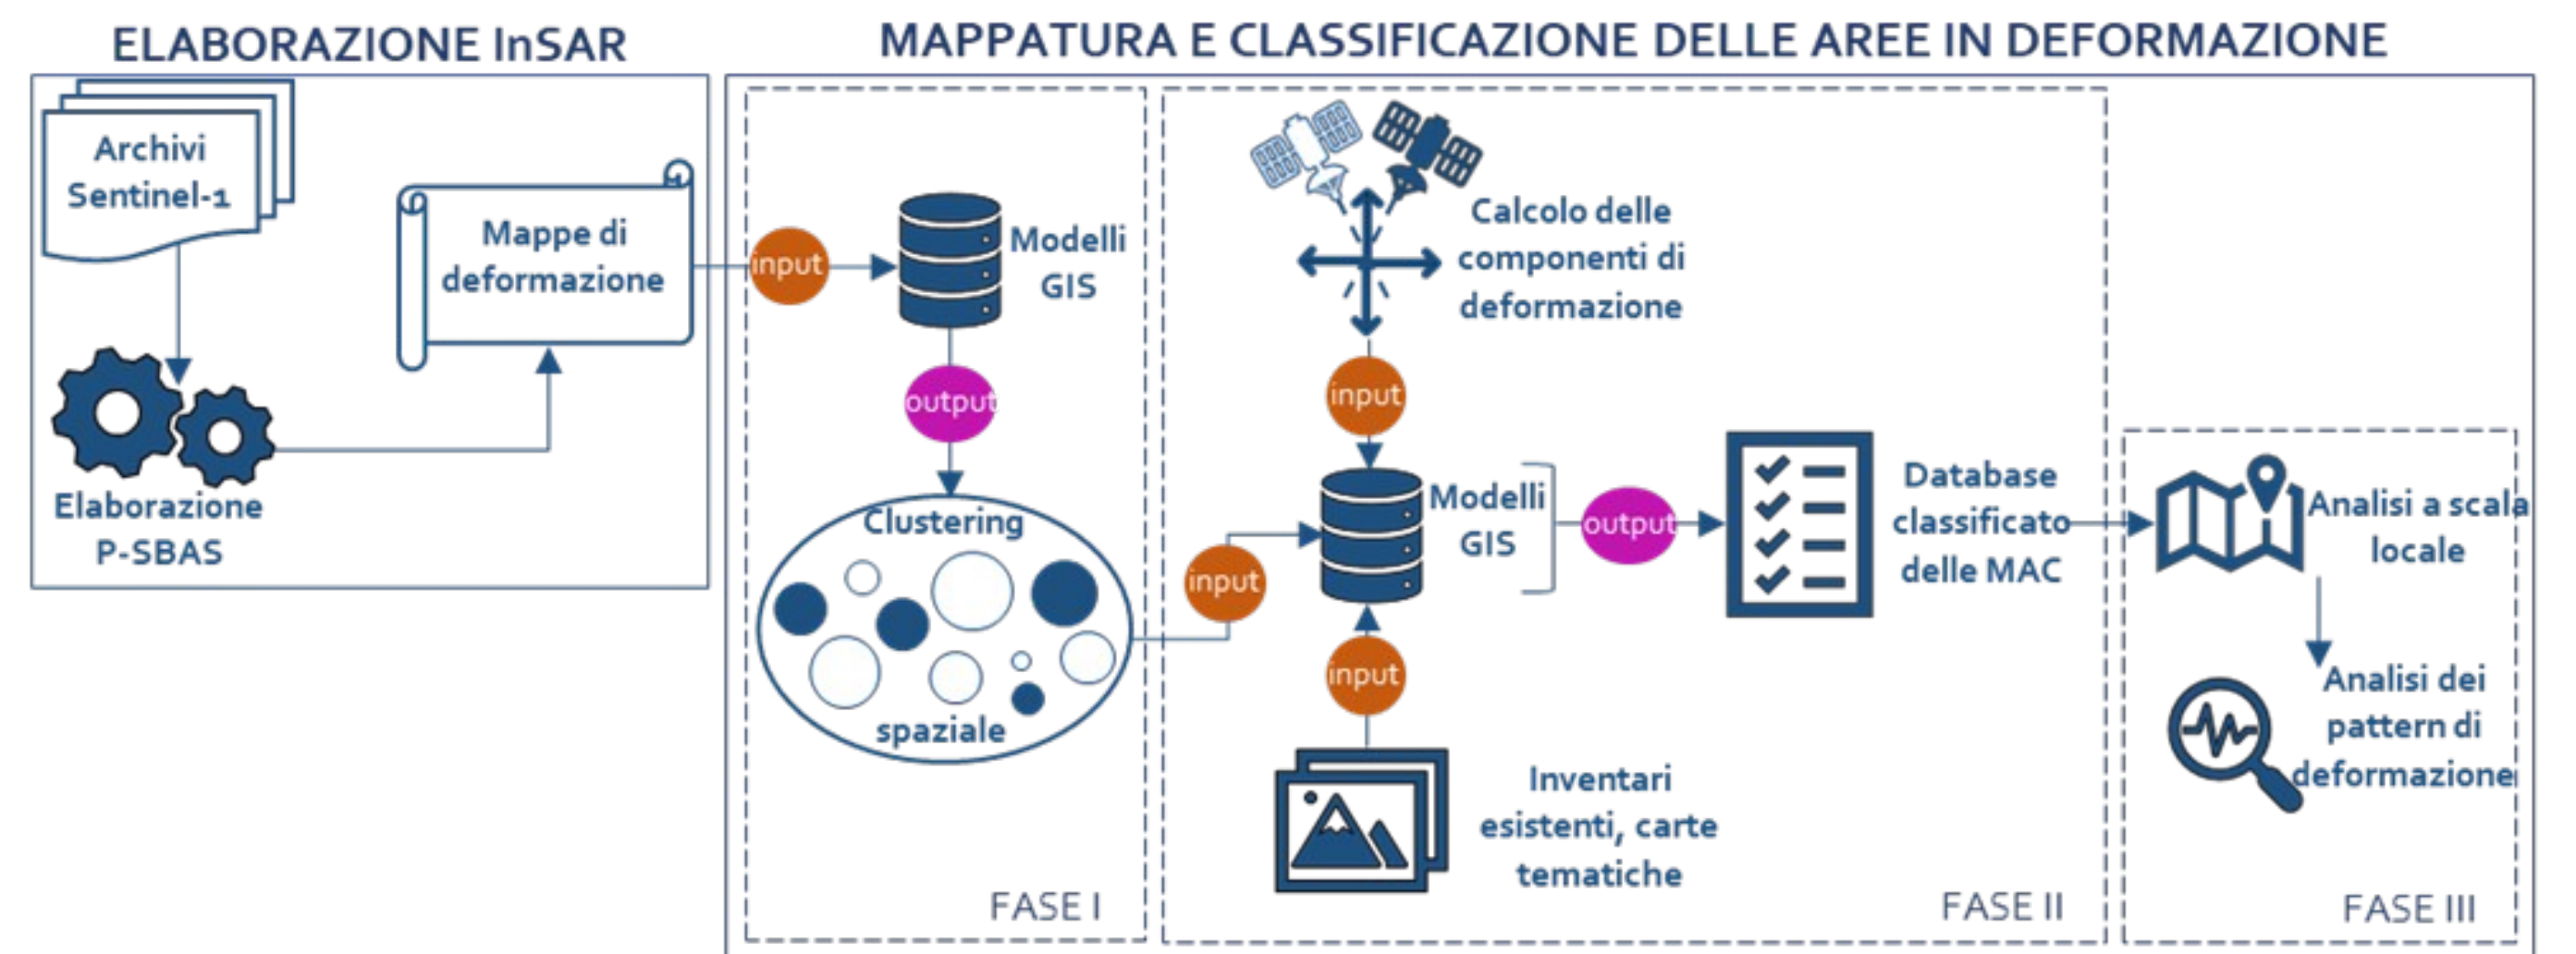 ELABORAZIONE InSAR
Archivi
Sentinel-1
Mappe di
deformazione
Elaborazione
P-SBAS
MAPPATURA E CLASSIFICAZIONE DELLE AREE IN DEFORMAZIONE
input
Modelli
GIS
output
Clustering
spaziale
FASE I
Calcolo delle
componenti di
deformazione
input
input
Modelli
GIS
input
Inventari
esistenti, carte
tematiche
output
Database
classificato
delle MAC
FASE II
Analisi a scala
locale
Analisi dei
pattern di
deformazione
FASE III